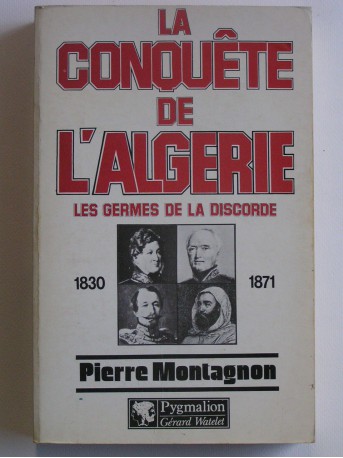 LA
CONQUÊTE
DE
L'ALGERIE
LES GERMES DE LA DISCORDE
1830
1871
Pierre Montagnon
Pygmalion
Gérard Watelet